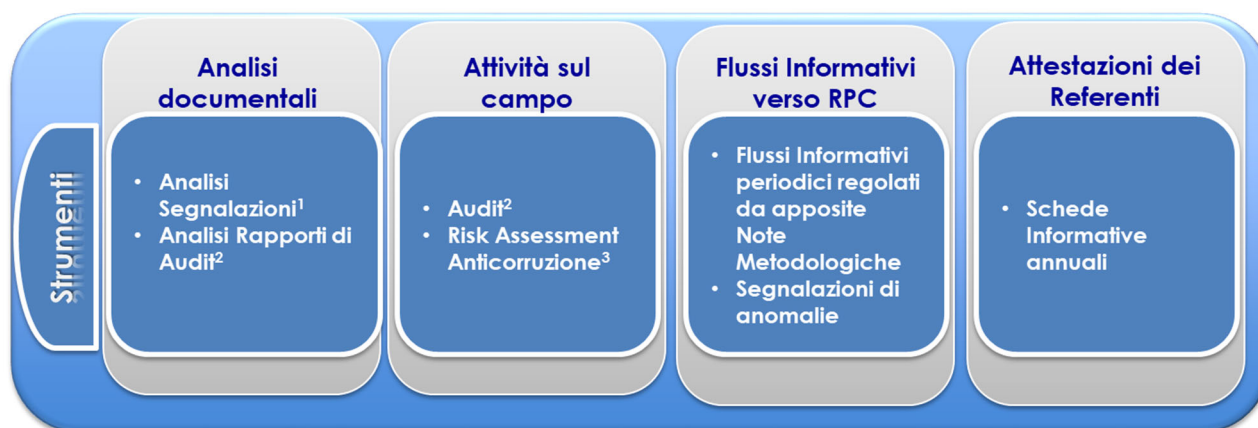 Strumenti
Analisi
documentali
• Analisi
Segnalazioni¹
• Analisi Rapporti di
Audit²
Attività sul
campo
• Audit²
• Risk Assessment
Anticorruzione³
Flussi Informativi
verso RPC
• Flussi Informativi
periodici regolati
da apposite
Note
Metodologiche
• Segnalazioni di
anomalie
Attestazioni dei
Referenti
• Schede
Informative
annuali